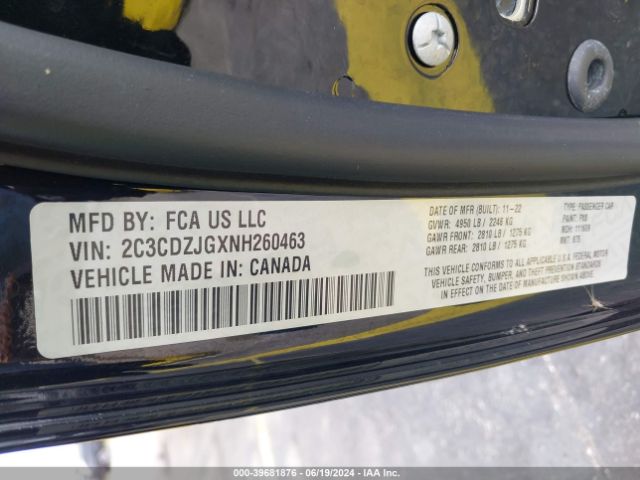 MFD BY: FCA US LLC
VIN: 2C3CDZJGXNH260463
VEHICLE MADE IN: CANADA
DATE OF MFR (BUILT): 11-22
GVWR: 4950 LB / 2246 KG
GAWR FRONT: 2810 LB / 1275 KG
GAWR REAR: 2810 LB / 1275 KG
TYPE: PASSENGER CAR
PAINT: PX8
MDH:
THIS VEHICLE CONFORMS TO ALL APPLICABLE U.S.A. FEDERAL MOTOR
VEHICLE SAFETY, BUMPER, AND THEFT PREVENTION STANDARDS
IN EFFECT ON THE DATE OF MANUFACTURE SHOWN ABOVE.
000-39681876 - 06/19/2024 - IAA Inc.